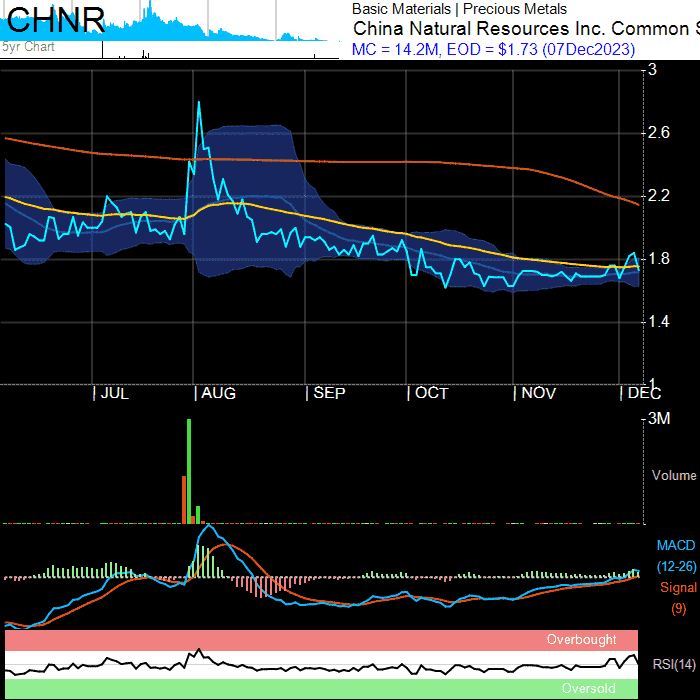 CHNR
Basic Materials | Precious Metals
China Natural Resources Inc. Common S
5yr Chart
MC = 14.2M, EOD = $1.73 (07Dec2023)
3
2.6
2.2
1.8
1.4
1
JUL AUG SEP OCT NOV DEC
3M
Volume
MACD
(12-26)
Signal
(9)
Overbought
RSI(14)
Oversold